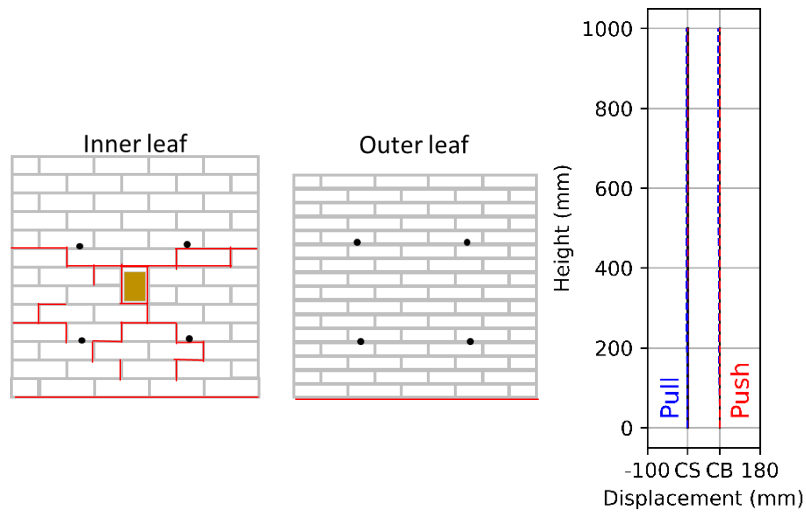 Inner leaf
Outer leaf
Height (mm)
1000
800
600
400
200
0
Pull
Push
-100 CS CB 180
Displacement (mm)